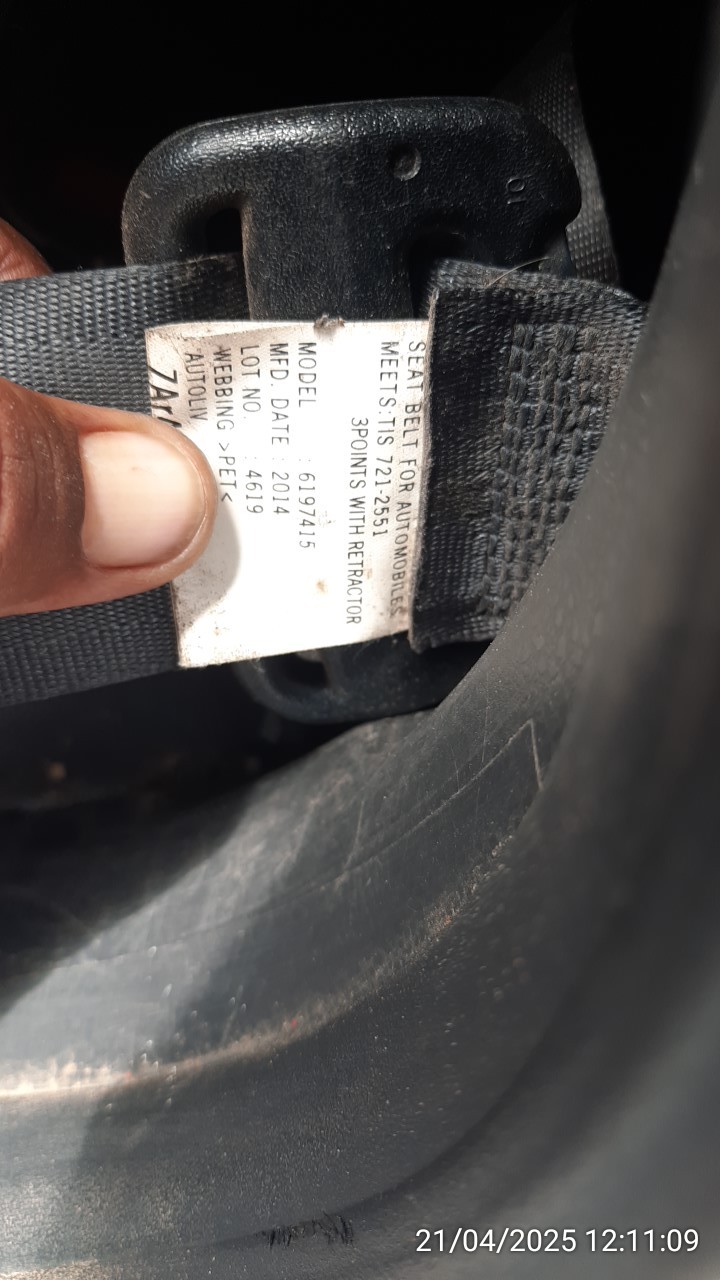 SEAT BELT FOR AUTOMOBILES
MEETS:TIS 721-2551
3POINTS WITH RETRACTOR
MODEL : 6197415
MFD. DATE : 2014
LOT NO. : 4619
WEBBING >PET<
AUTOLIV
10
21/04/2025 12:11:09